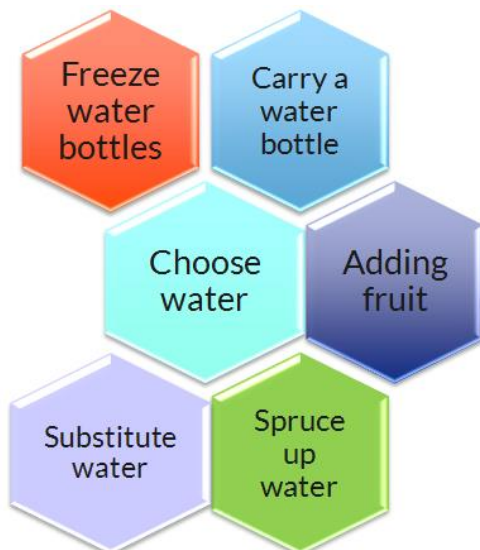 Freeze
water
bottles
Carry a
water
bottle
Choose
water
Adding
fruit
Substitute
water
Spruce
up
water